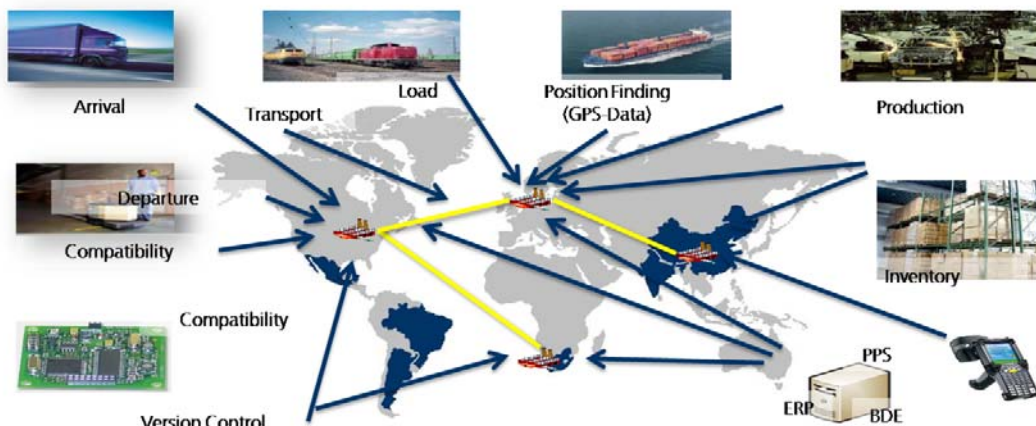 Arrival
Transport
Load
Position Finding
(GPS-Data)
Production
Departure
Compatibility
Inventory
Compatibility
PPS
ERP
BDE
Version Control